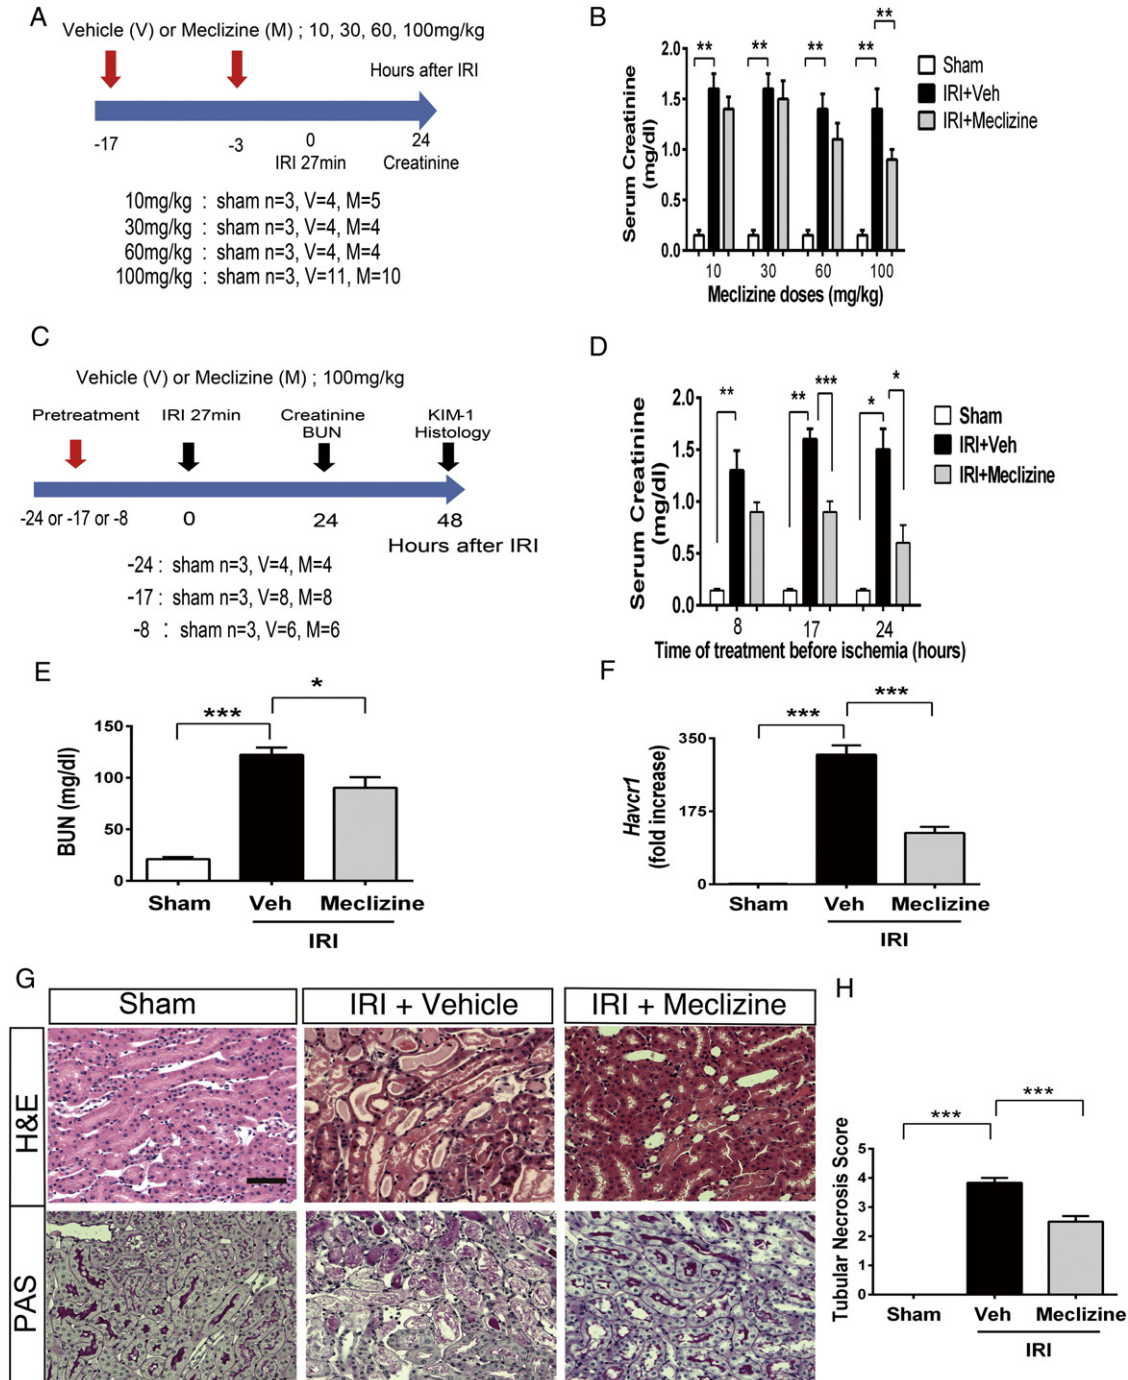 A
Vehicle (V) or Meclizine (M) ; 10, 30, 60, 100mg/kg
Hours after IRI
-17
-3
0
24
IRI 27min
Creatinine
10mg/kg : sham n=3, V=4, M=5
30mg/kg : sham n=3, V=4, M=4
60mg/kg : sham n=3, V=4, M=4
100mg/kg : sham n=3, V=11, M=10
B
Serum Creatinine
(mg/dl)
2.0
1.5
1.0
0.5
0.0
** ** ** ** **
Sham
IRI+Veh
IRI+Meclizine
10 30 60 100
Meclizine doses (mg/kg)
C
Vehicle (V) or Meclizine (M) ; 100mg/kg
Pretreatment
IRI 27min
Creatinine
BUN
KIM-1
Histology
-24 or -17 or -8
0
24
48
Hours after IRI
-24 : sham n=3, V=4, M=4
-17 : sham n=3, V=8, M=8
-8 : sham n=3, V=6, M=6
D
Serum Creatinine
(mg/dl)
2.0
1.5
1.0
0.5
0.0
** ** *** * *
Sham
IRI+Veh
IRI+Meclizine
8 17 24
Time of treatment before ischemia (hours)
E
BUN (mg/dl)
150
100
50
0
*** *
Sham Veh Meclizine
IRI
F
Havcr1
(fold increase)
350
175
0
*** ***
Sham Veh Meclizine
IRI
G
Sham
IRI + Vehicle
IRI + Meclizine
H&E
PAS
H
Tubular Necrosis Score
5
4
3
2
1
0
*** ***
Sham Veh Meclizine
IRI